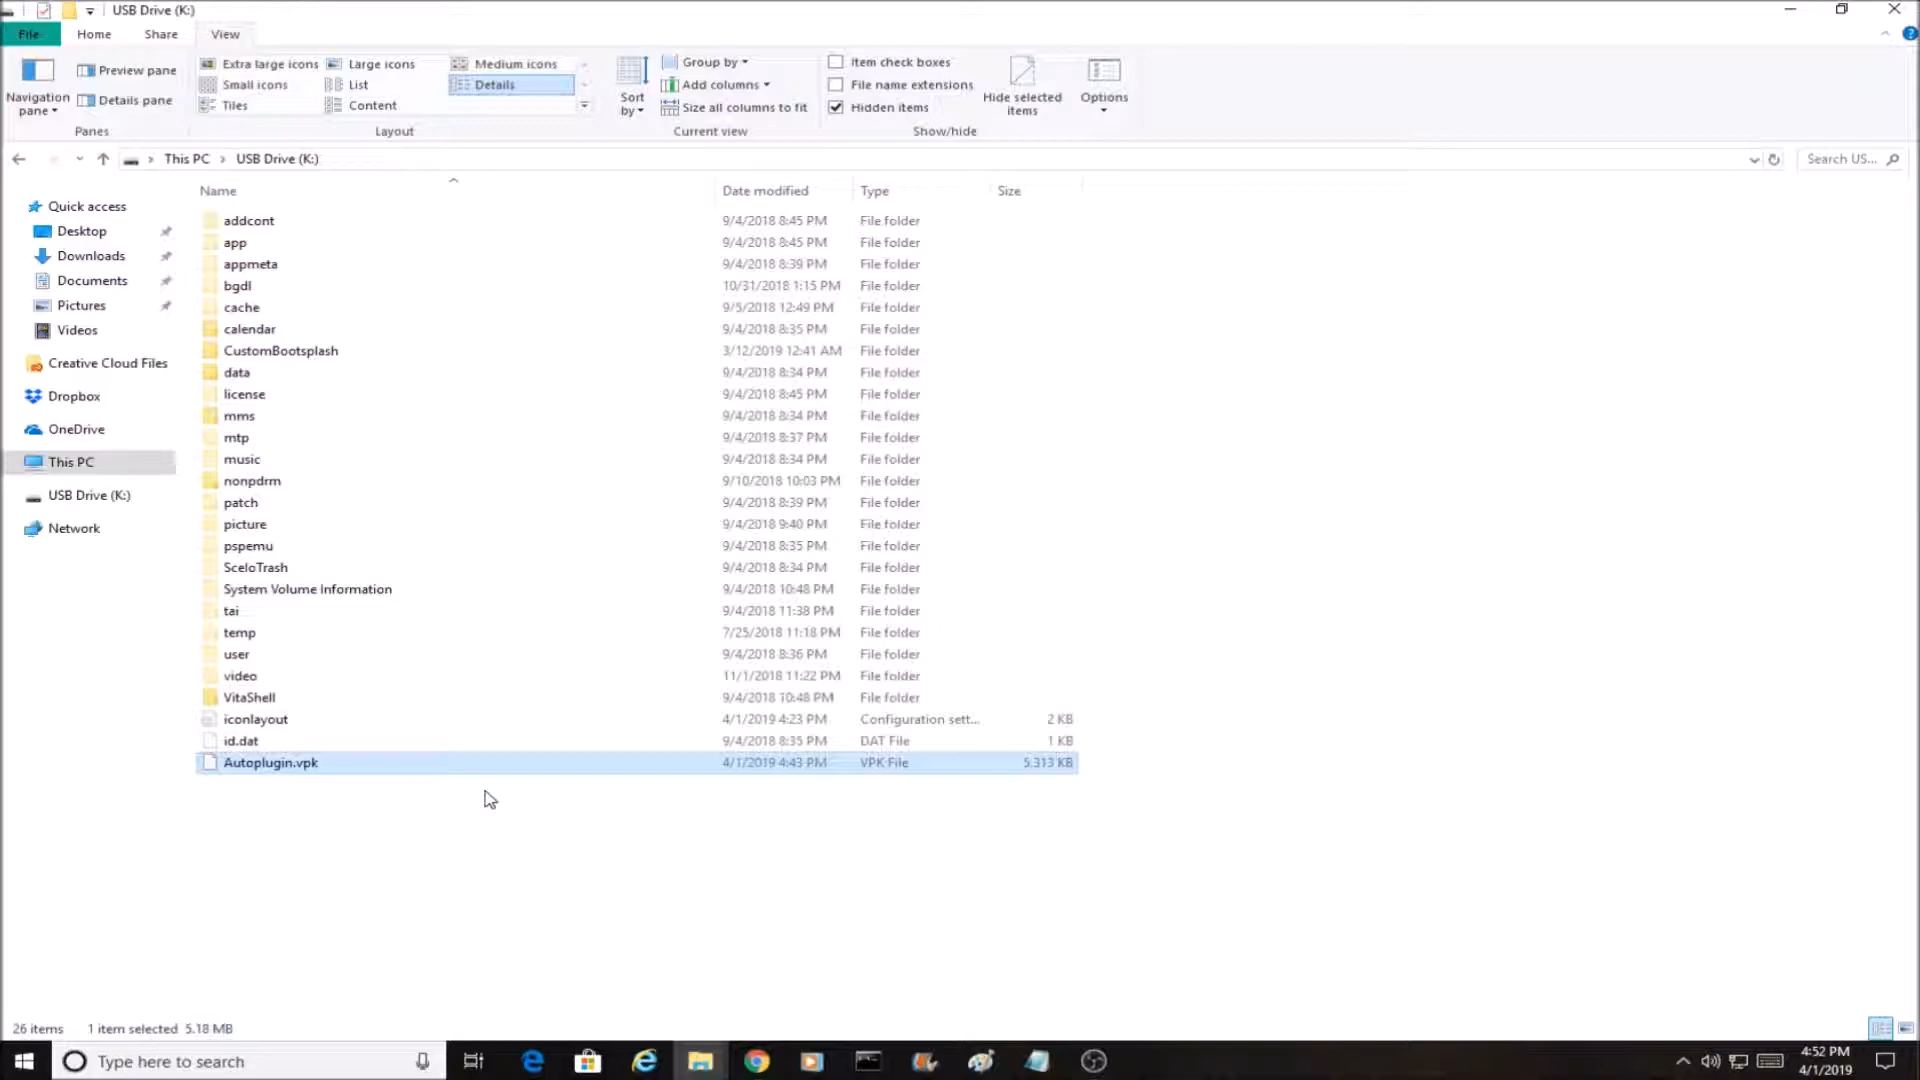 USB Drive (K:)
File Home Share View
Navigation pane Preview pane Details pane Panes
Extra large icons Large icons Medium icons
Small icons List Details
Tiles Content
Layout
Sort by Group by Add columns Size all columns to fit Current view
Item check boxes
File name extensions
Hidden items
Hide selected items Options
Show/hide
This PC > USB Drive (K:) Search US...
Name Date modified Type Size
Quick access
Desktop
Downloads
Documents
Pictures
Videos
Creative Cloud Files
Dropbox
OneDrive
This PC
USB Drive (K:)
Network
addcont 9/4/2018 8:45 PM File folder
app 9/4/2018 8:45 PM File folder
appmeta 9/4/2018 8:39 PM File folder
bgdl 10/31/2018 1:15 PM File folder
cache 9/5/2018 12:49 PM File folder
calendar 9/4/2018 8:35 PM File folder
CustomBootsplash 3/12/2019 12:41 AM File folder
data 9/4/2018 8:34 PM File folder
license 9/4/2018 8:45 PM File folder
mms 9/4/2018 8:34 PM File folder
mtp 9/4/2018 8:37 PM File folder
music 9/4/2018 8:34 PM File folder
nonpdrm 9/10/2018 10:03 PM File folder
patch 9/4/2018 8:39 PM File folder
picture 9/4/2018 9:40 PM File folder
pspemu 9/4/2018 8:35 PM File folder
SceIoTrash 9/4/2018 8:34 PM File folder
System Volume Information 9/4/2018 10:48 PM File folder
tai 9/4/2018 11:38 PM File folder
temp 7/25/2018 11:18 PM File folder
user 9/4/2018 8:36 PM File folder
video 11/1/2018 11:22 PM File folder
VitaShell 9/4/2018 10:48 PM File folder
iconlayout 4/1/2019 4:23 PM Configuration sett... 2 KB
id.dat 9/4/2018 8:35 PM DAT File 1 KB
Autoplugin.vpk 4/1/2019 4:43 PM VPK File 5,313 KB
26 items 1 item selected 5.18 MB
Type here to search
4:52 PM
4/1/2019